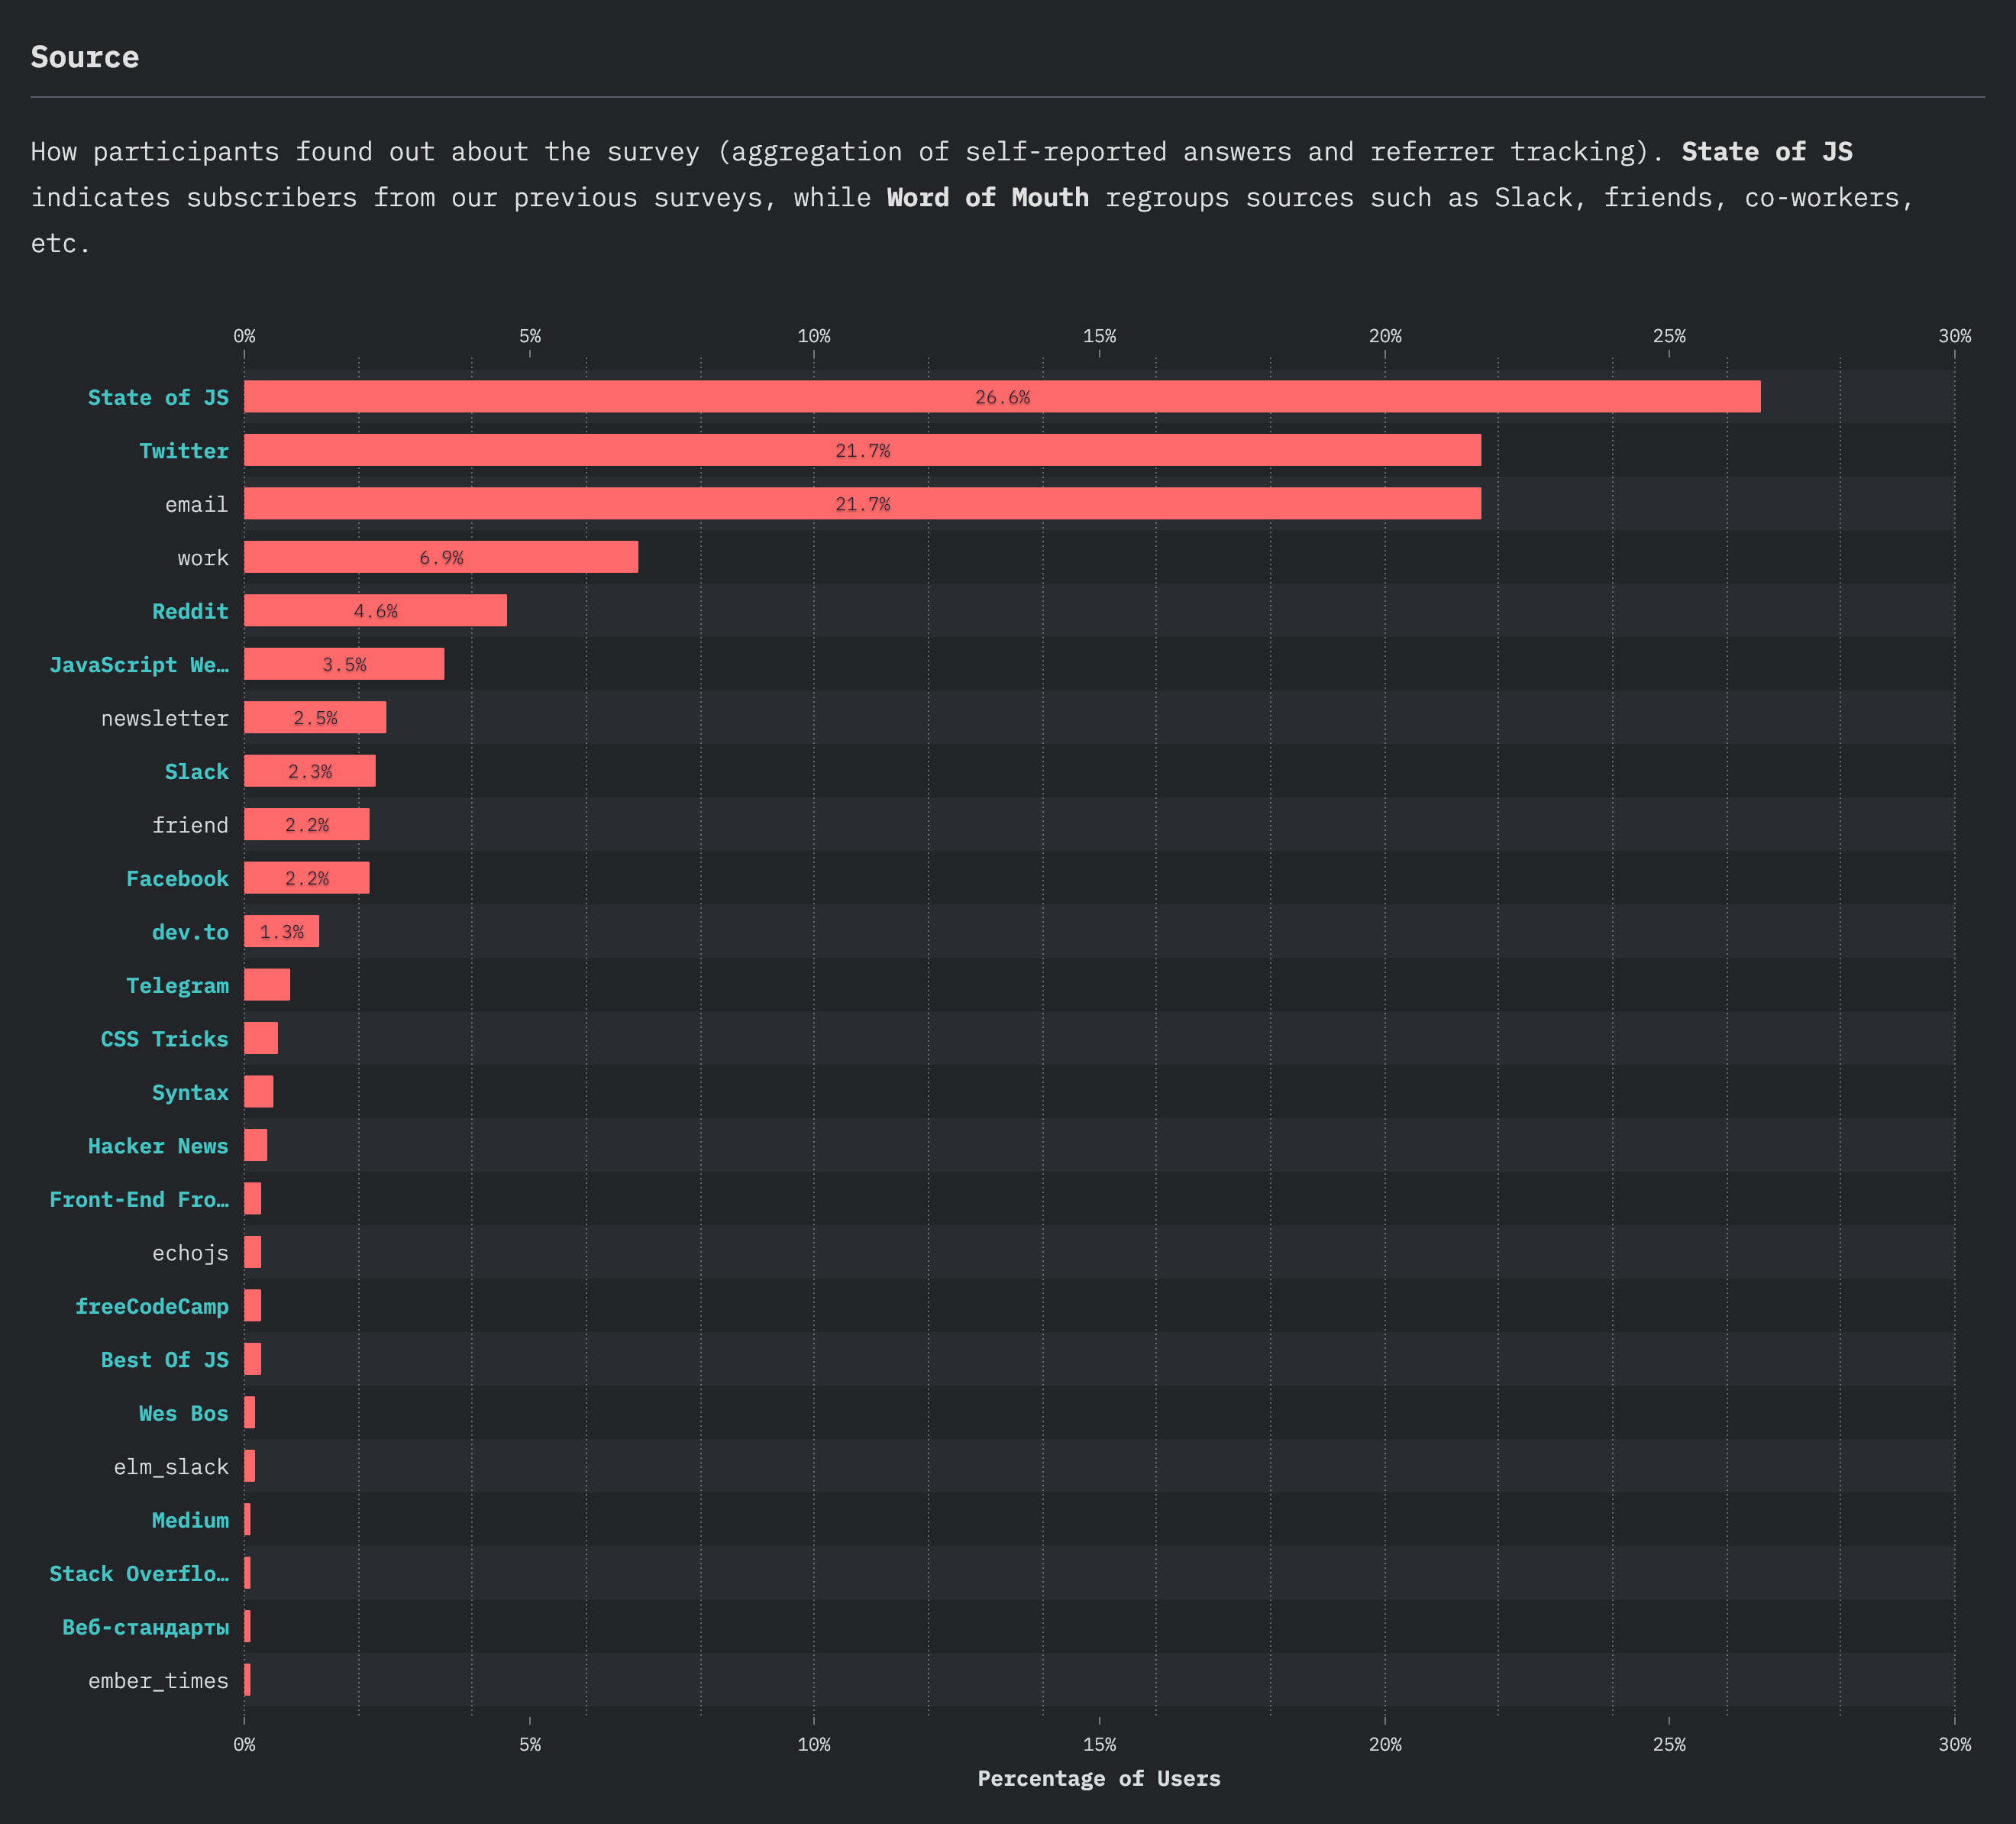 Source
How participants found out about the survey (aggregation of self-reported answers and referrer tracking). State of JS
indicates subscribers from our previous surveys, while Word of Mouth regroups sources such as Slack, friends, co-workers,
etc.
0% 5% 10% 15% 20% 25% 30%
State of JS 26.6%
Twitter 21.7%
email 21.7%
work 6.9%
Reddit 4.6%
JavaScript We… 3.5%
newsletter 2.5%
Slack 2.3%
friend 2.2%
Facebook 2.2%
dev.to 1.3%
Telegram
CSS Tricks
Syntax
Hacker News
Front-End Fro…
echojs
freeCodeCamp
Best Of JS
Wes Bos
elm_slack
Medium
Stack Overflo…
Веб-стандарты
ember_times
0% 5% 10% 15% 20% 25% 30%
Percentage of Users